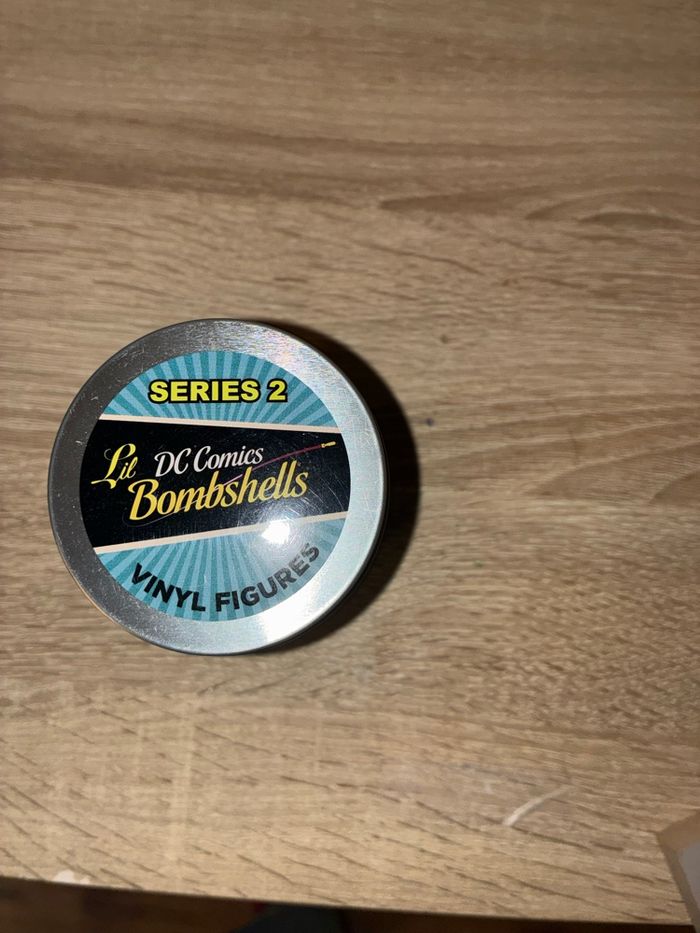 SERIES 2
Lil DC Comics
Bombshells
VINYL FIGURES